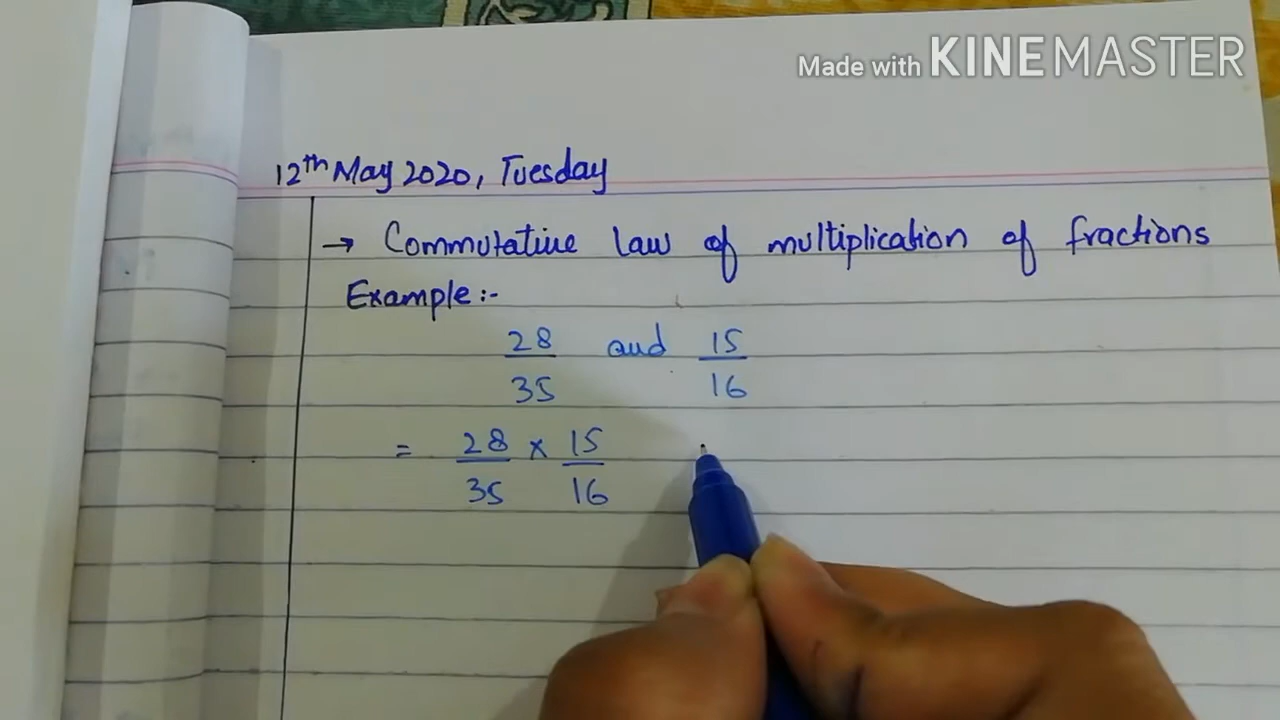 Made with KINEMASTER
12th May 2020, Tuesday
→ Commutative law of multiplication of fractions
Example:-
28/35 and 15/16
= 28/35 × 15/16